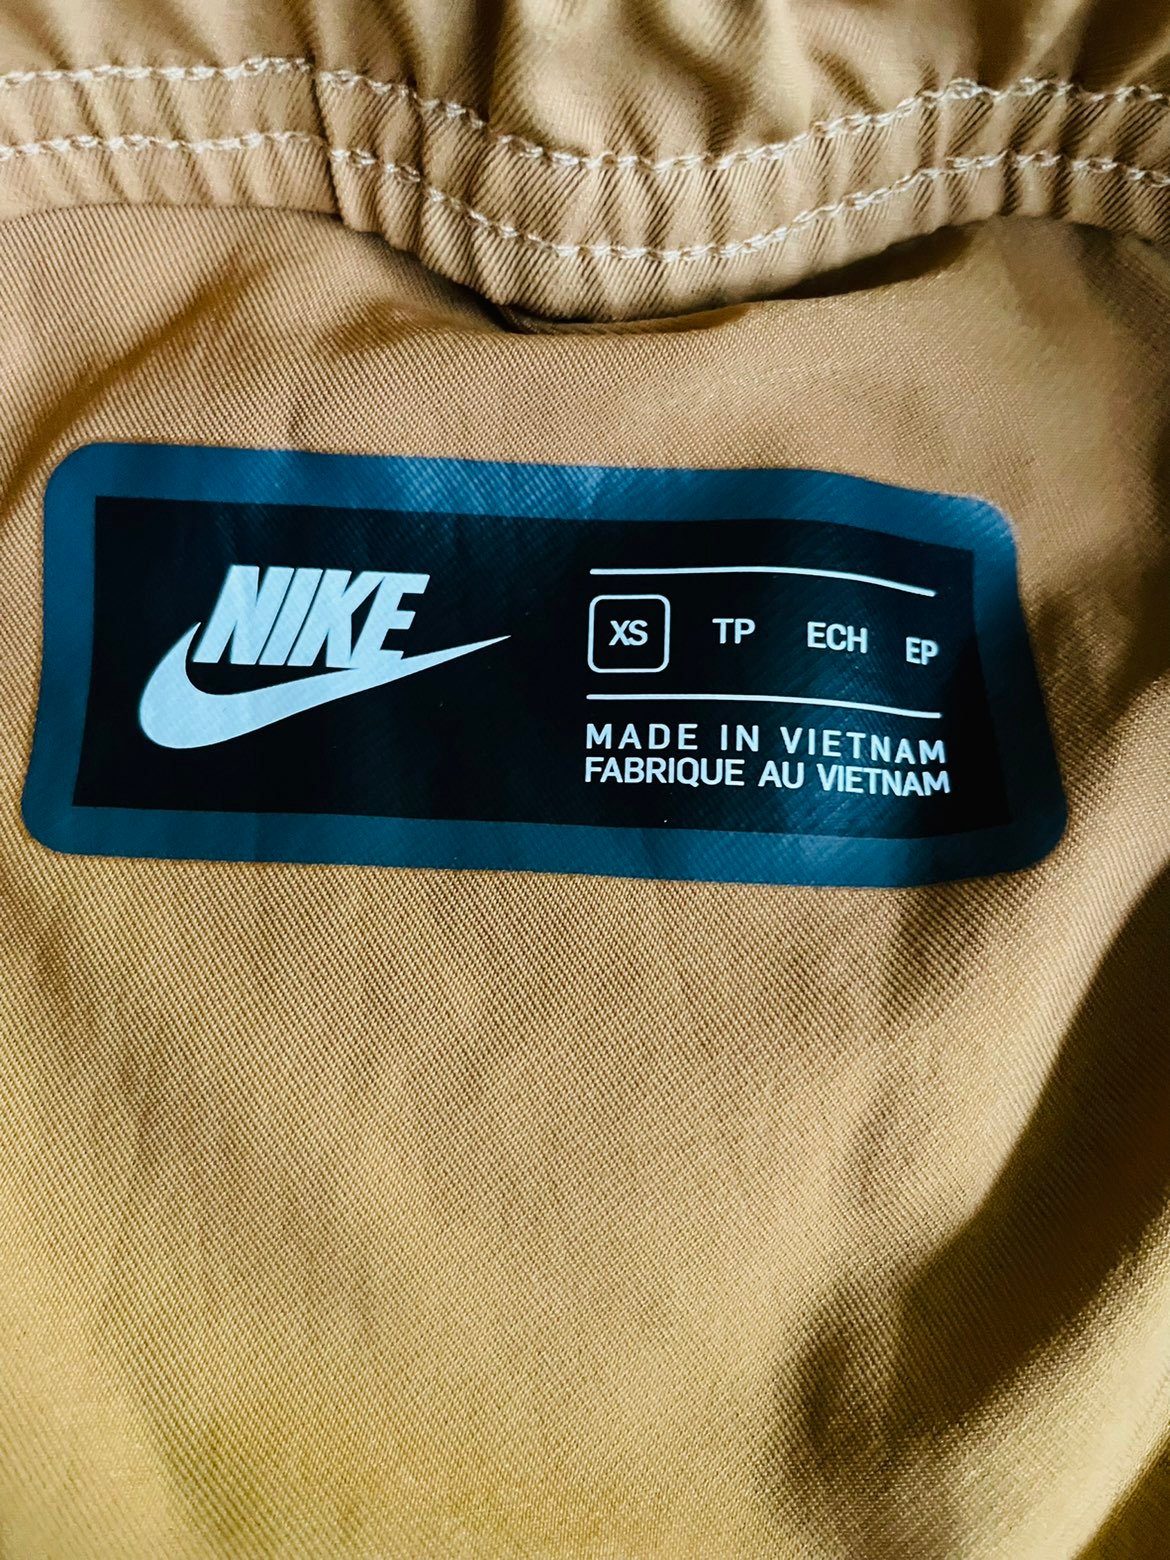 NIKE
XS TP ECH EP
MADE IN VIETNAM
FABRIQUE AU VIETNAM